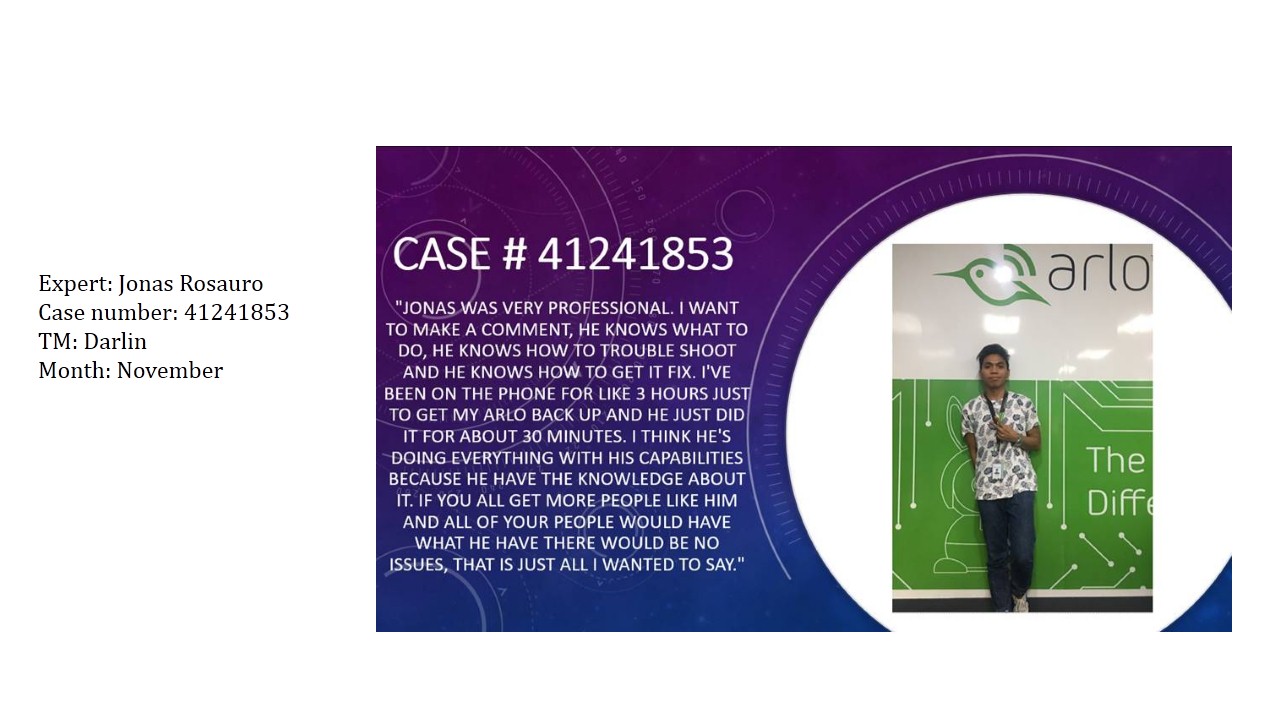 Expert: Jonas Rosauro
Case number: 41241853
TM: Darlin
Month: November
CASE # 41241853
"JONAS WAS VERY PROFESSIONAL. I WANT
TO MAKE A COMMENT, HE KNOWS WHAT TO
DO, HE KNOWS HOW TO TROUBLE SHOOT
AND HE KNOWS HOW TO GET IT FIX. I'VE
BEEN ON THE PHONE FOR LIKE 3 HOURS JUST
TO GET MY ARLO BACK UP AND HE JUST DID
IT FOR ABOUT 30 MINUTES. I THINK HE'S
DOING EVERYTHING WITH HIS CAPABILITIES
BECAUSE HE HAVE THE KNOWLEDGE ABOUT
IT. IF YOU ALL GET MORE PEOPLE LIKE HIM
AND ALL OF YOUR PEOPLE WOULD HAVE
WHAT HE HAVE THERE WOULD BE NO
ISSUES, THAT IS JUST ALL I WANTED TO SAY."
arlo
The
Diffe